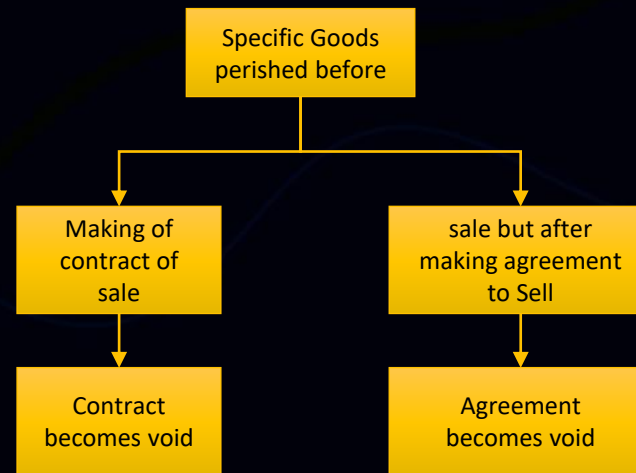 Specific Goods
perished before
Making of
contract of
sale
sale but after
making agreement
to Sell
Contract
becomes void
Agreement
becomes void